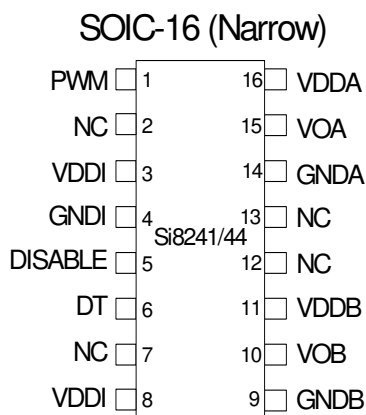 SOIC-16 (Narrow)
PWM 1 16 VDDA
NC 2 15 VOA
VDDI 3 14 GNDA
GNDI 4 13 NC
Si8241/44
DISABLE 5 12 NC
DT 6 11 VDDB
NC 7 10 VOB
VDDI 8 9 GNDB